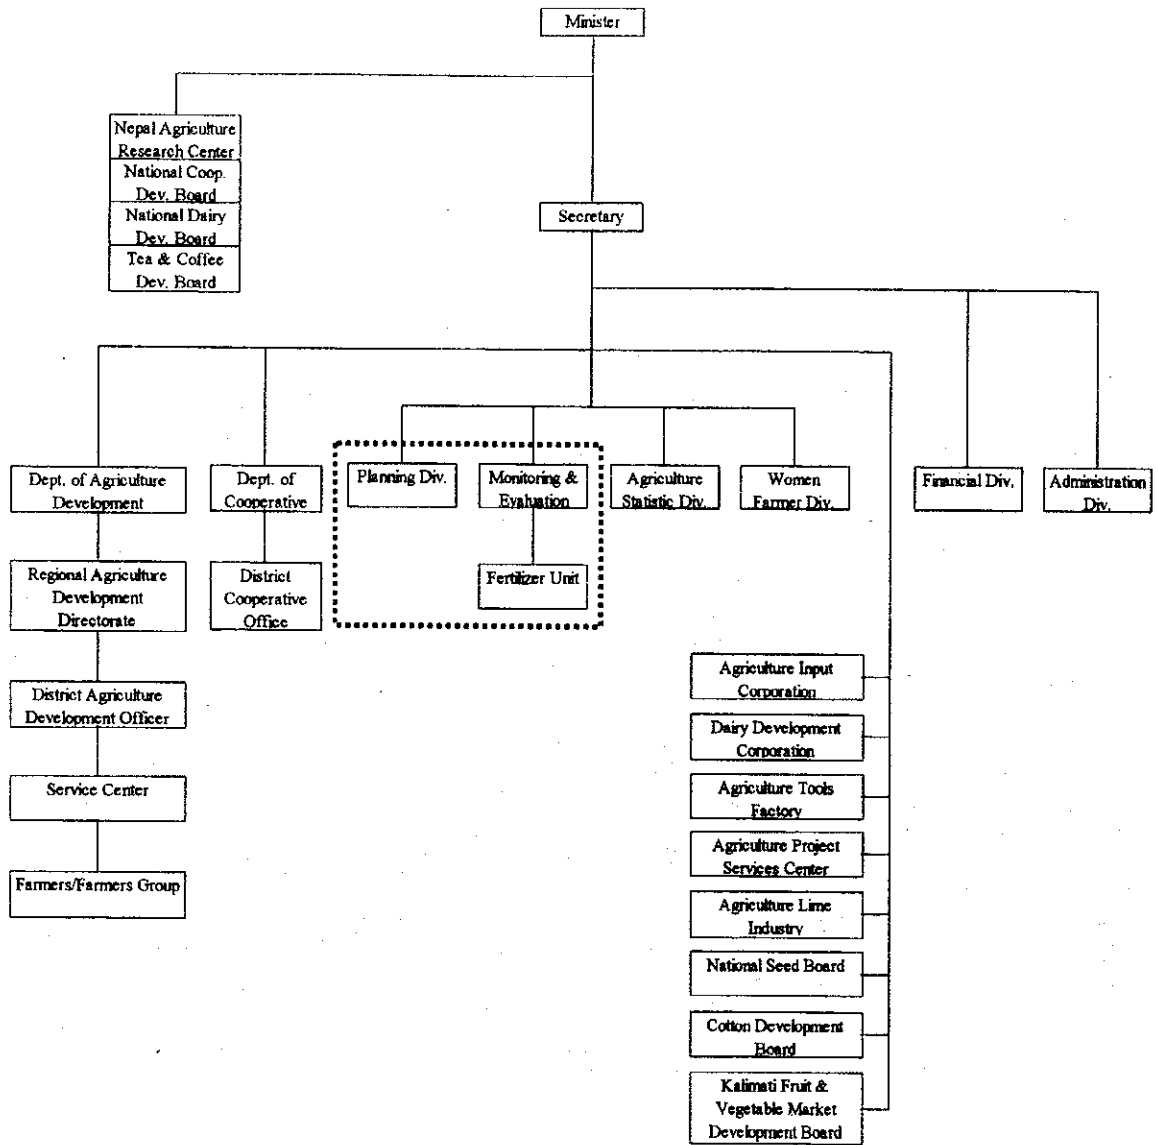 Minister
Nepal Agriculture
Research Center
National Coop.
Dev. Board
National Dairy
Dev. Board
Tea & Coffee
Dev. Board
Secretary
Dept. of Agriculture
Development
Dept. of
Cooperative
Planning Div.
Monitoring &
Evaluation
Agriculture
Statistic Div.
Women
Farmer Div.
Financial Div.
Administration
Div.
Regional Agriculture
Development
Directorate
District
Cooperative
Office
Fertilizer Unit
District Agriculture
Development Officer
Service Center
Farmers/Farmers Group
Agriculture Input
Corporation
Dairy Development
Corporation
Agriculture Tools
Factory
Agriculture Project
Services Center
Agriculture Lime
Industry
National Seed Board
Cotton Development
Board
Kalimati Fruit &
Vegetable Market
Development Board